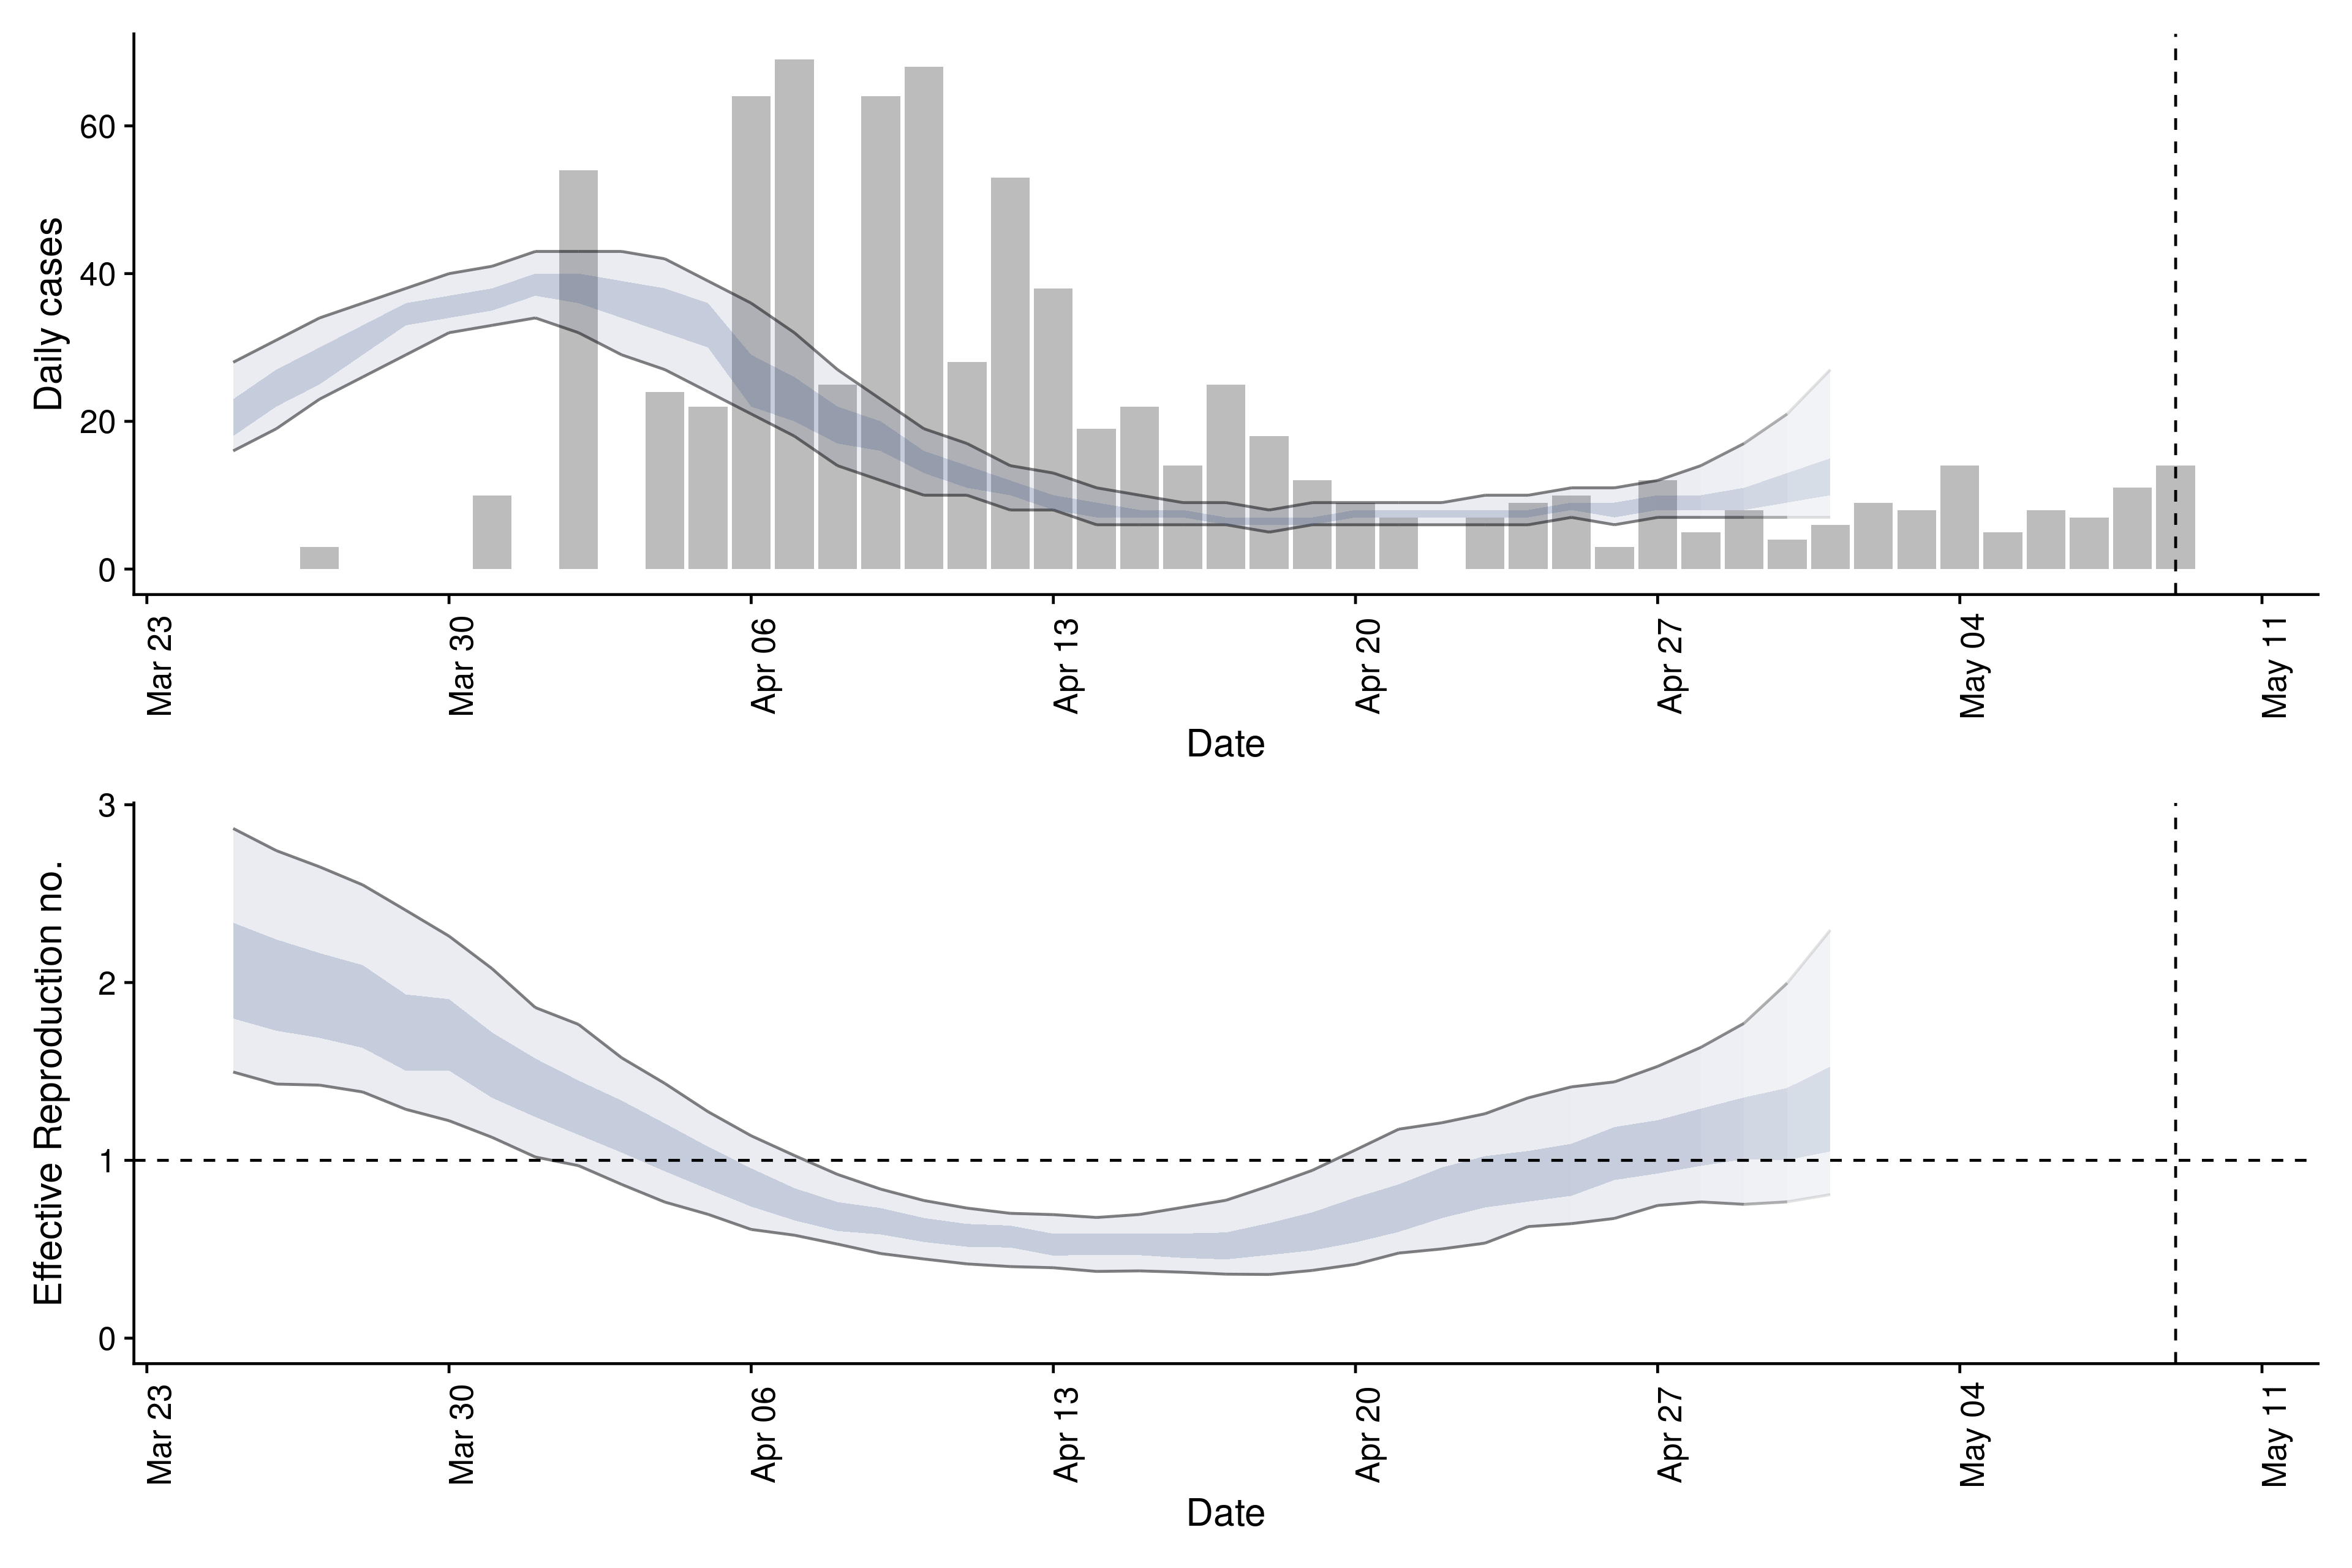 Daily cases
60
40
20
0
Mar 23
Mar 30
Apr 06
Apr 13
Apr 20
Apr 27
May 04
May 11
Date
Effective Reproduction no.
3
2
1
0
Mar 23
Mar 30
Apr 06
Apr 13
Apr 20
Apr 27
May 04
May 11
Date